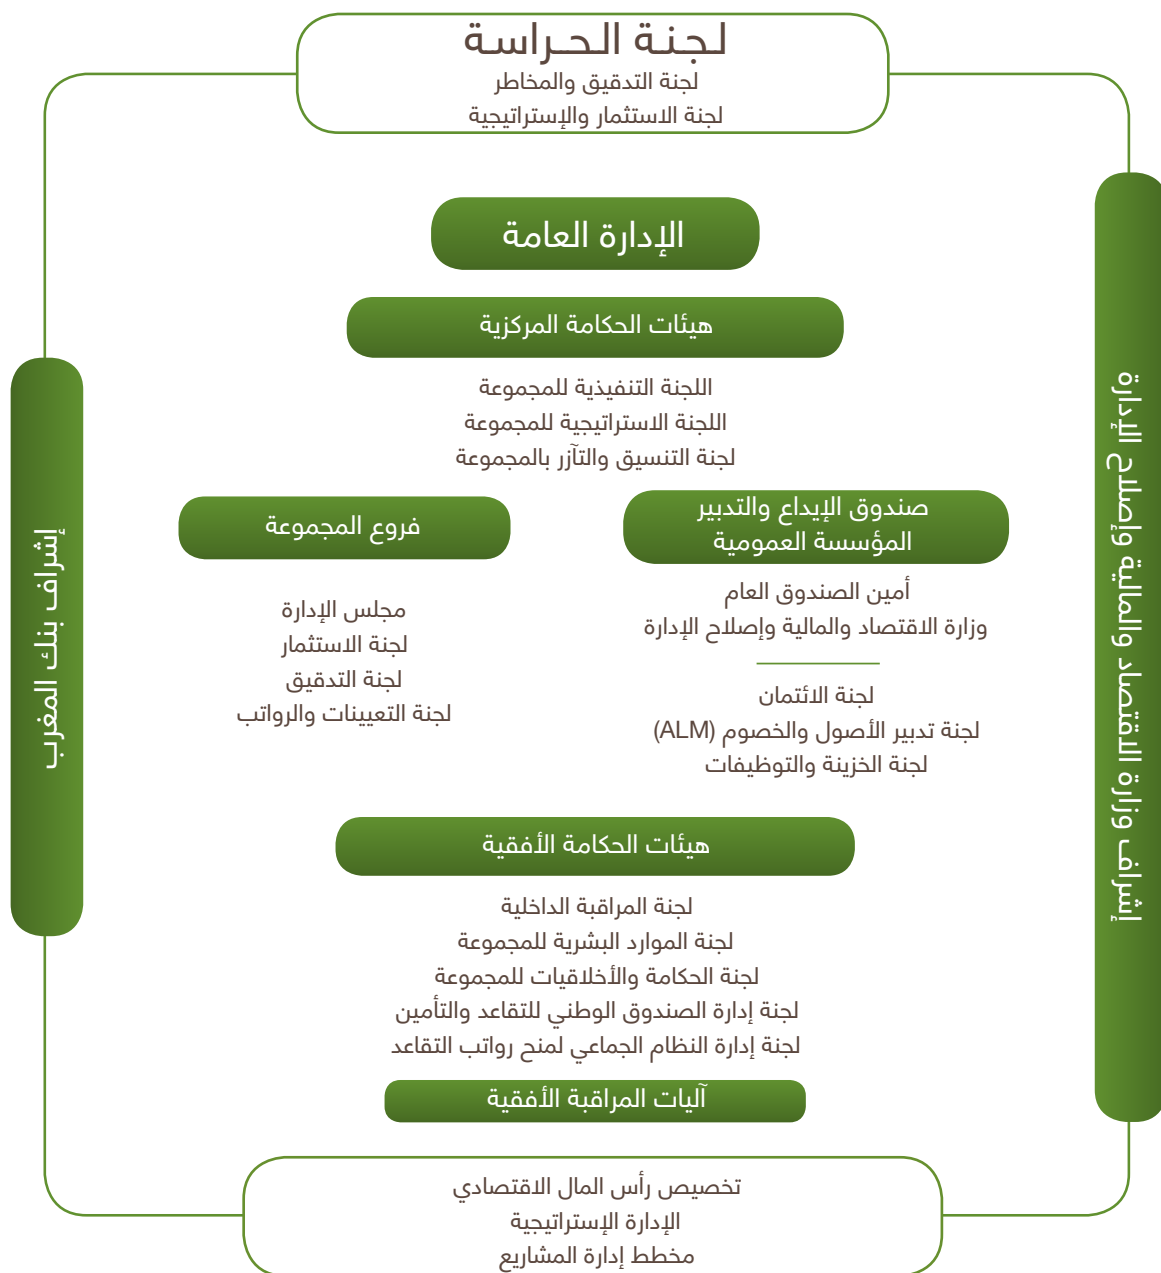 لجنة الحراسة
لجنة التدقيق والمخاطر
لجنة الاستثمار والإستراتيجية
الإدارة العامة
هيئات الحكامة المركزية
اللجنة التنفيذية للمجموعة
اللجنة الاستراتيجية للمجموعة
لجنة التنسيق والتآزر بالمجموعة
صندوق الإيداع والتدبير
المؤسسة العمومية
أمين الصندوق العام
وزارة الاقتصاد والمالية وإصلاح الإدارة
لجنة الائتمان
لجنة تدبير الأصول والخصوم (ALM)
لجنة الخزينة والتوظيفات
فروع المجموعة
مجلس الإدارة
لجنة الاستثمار
لجنة التدقيق
لجنة التعيينات والرواتب
هيئات الحكامة الأفقية
لجنة المراقبة الداخلية
لجنة الموارد البشرية للمجموعة
لجنة الحكامة والأخلاقيات للمجموعة
لجنة إدارة الصندوق الوطني للتقاعد والتأمين
لجنة إدارة النظام الجماعي لمنح رواتب التقاعد
آليات المراقبة الأفقية
تخصيص رأس المال الاقتصادي
الإدارة الإستراتيجية
مخطط إدارة المشاريع
إشراف وزارة الاقتصاد والمالية وإصلاح الإدارة
إشراف بنك المغرب